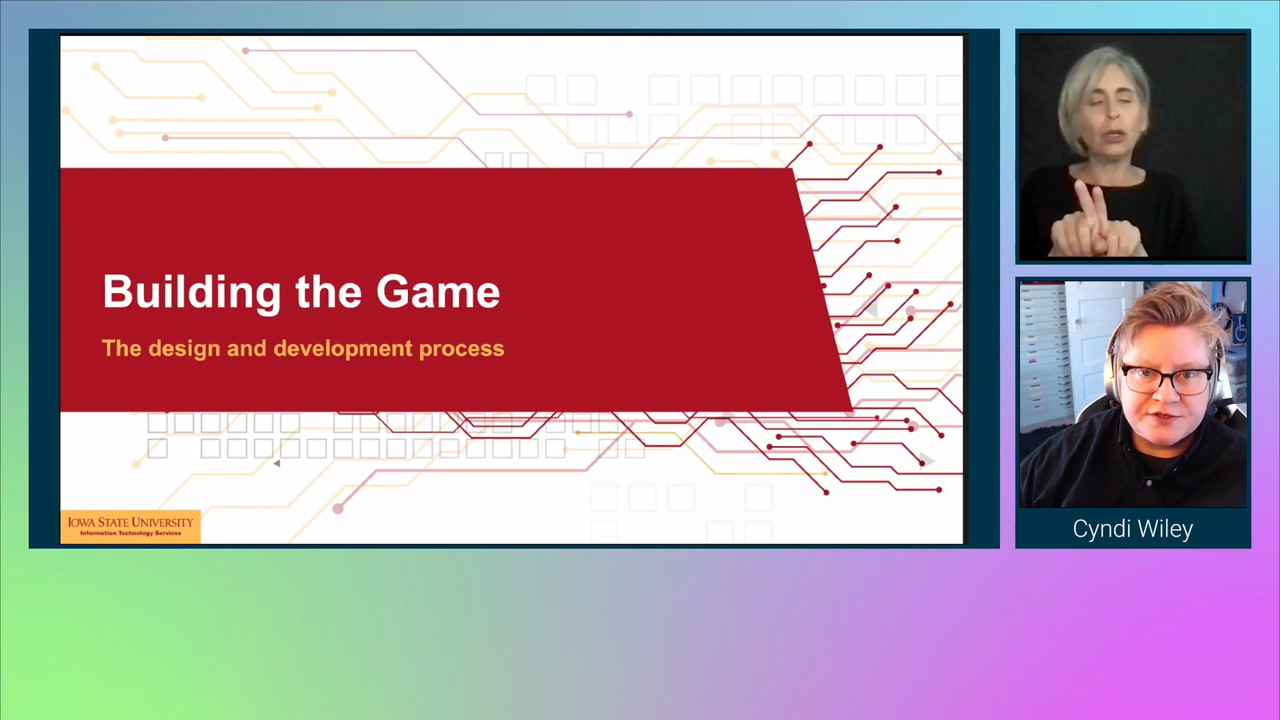 Building the Game
The design and development process
IOWA STATE UNIVERSITY
Information Technology Services
Cyndi Wiley